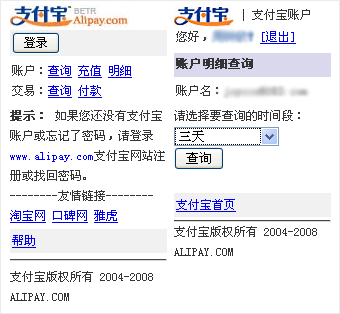 支付宝 BETA
Alipay.com
登录
账户：查询 充值 明细
交易：查询 付款
提示： 如果您还没有支付宝
账户或忘记了密码，请登录
www.alipay.com支付宝网站注
册或找回密码。
--------友情链接--------
淘宝网 口碑网 雅虎
帮助
支付宝版权所有 2004-2008
ALIPAY.COM
支付宝 | 支付宝账户
您好， [退出]
账户明细查询
账户名：
请选择要查询的时间段：
三天
查询
支付宝首页
支付宝版权所有 2004-2008
ALIPAY.COM